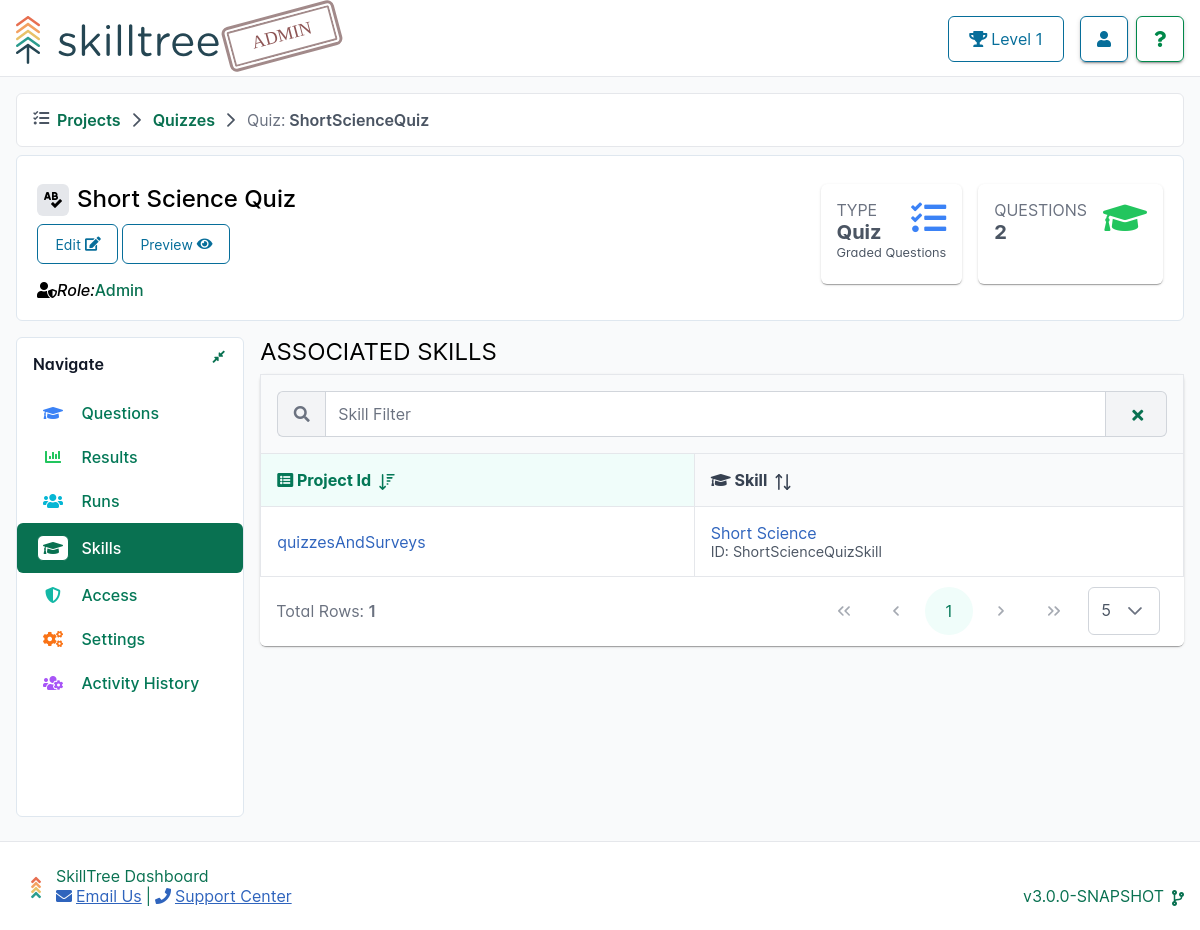 skilltree
ADMIN
Level 1
?
Projects > Quizzes > Quiz: ShortScienceQuiz
AB
Short Science Quiz
Edit
Preview
Role:Admin
TYPE
Quiz
Graded Questions
QUESTIONS
2
Navigate
Questions
Results
Runs
Skills
Access
Settings
Activity History
ASSOCIATED SKILLS
Skill Filter
Project Id
Skill
quizzesAndSurveys
Short Science
ID: ShortScienceQuizSkill
Total Rows: 1
1
5
SkillTree Dashboard
Email Us | Support Center
v3.0.0-SNAPSHOT